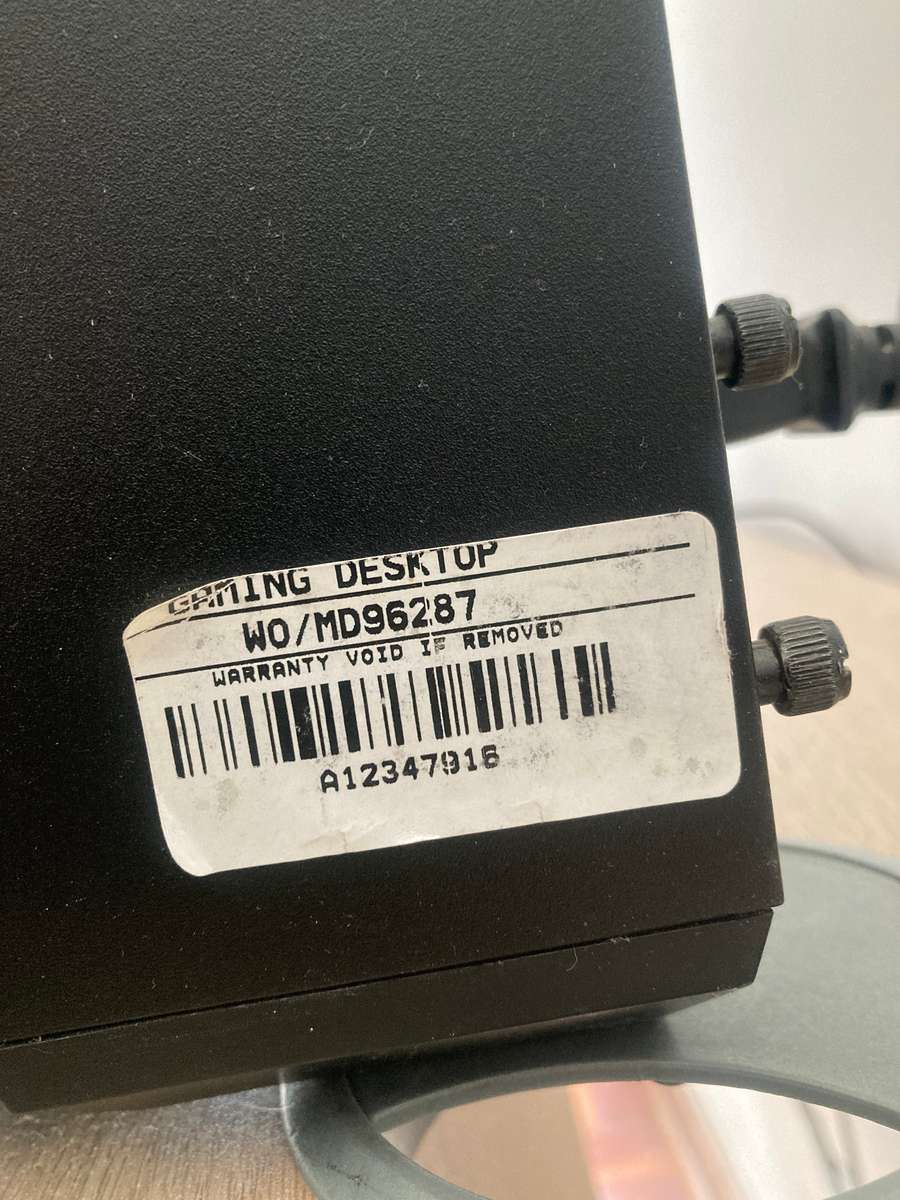 GAMING DESKTOP
WO/MD96287
WARRANTY VOID IF REMOVED
A12347916